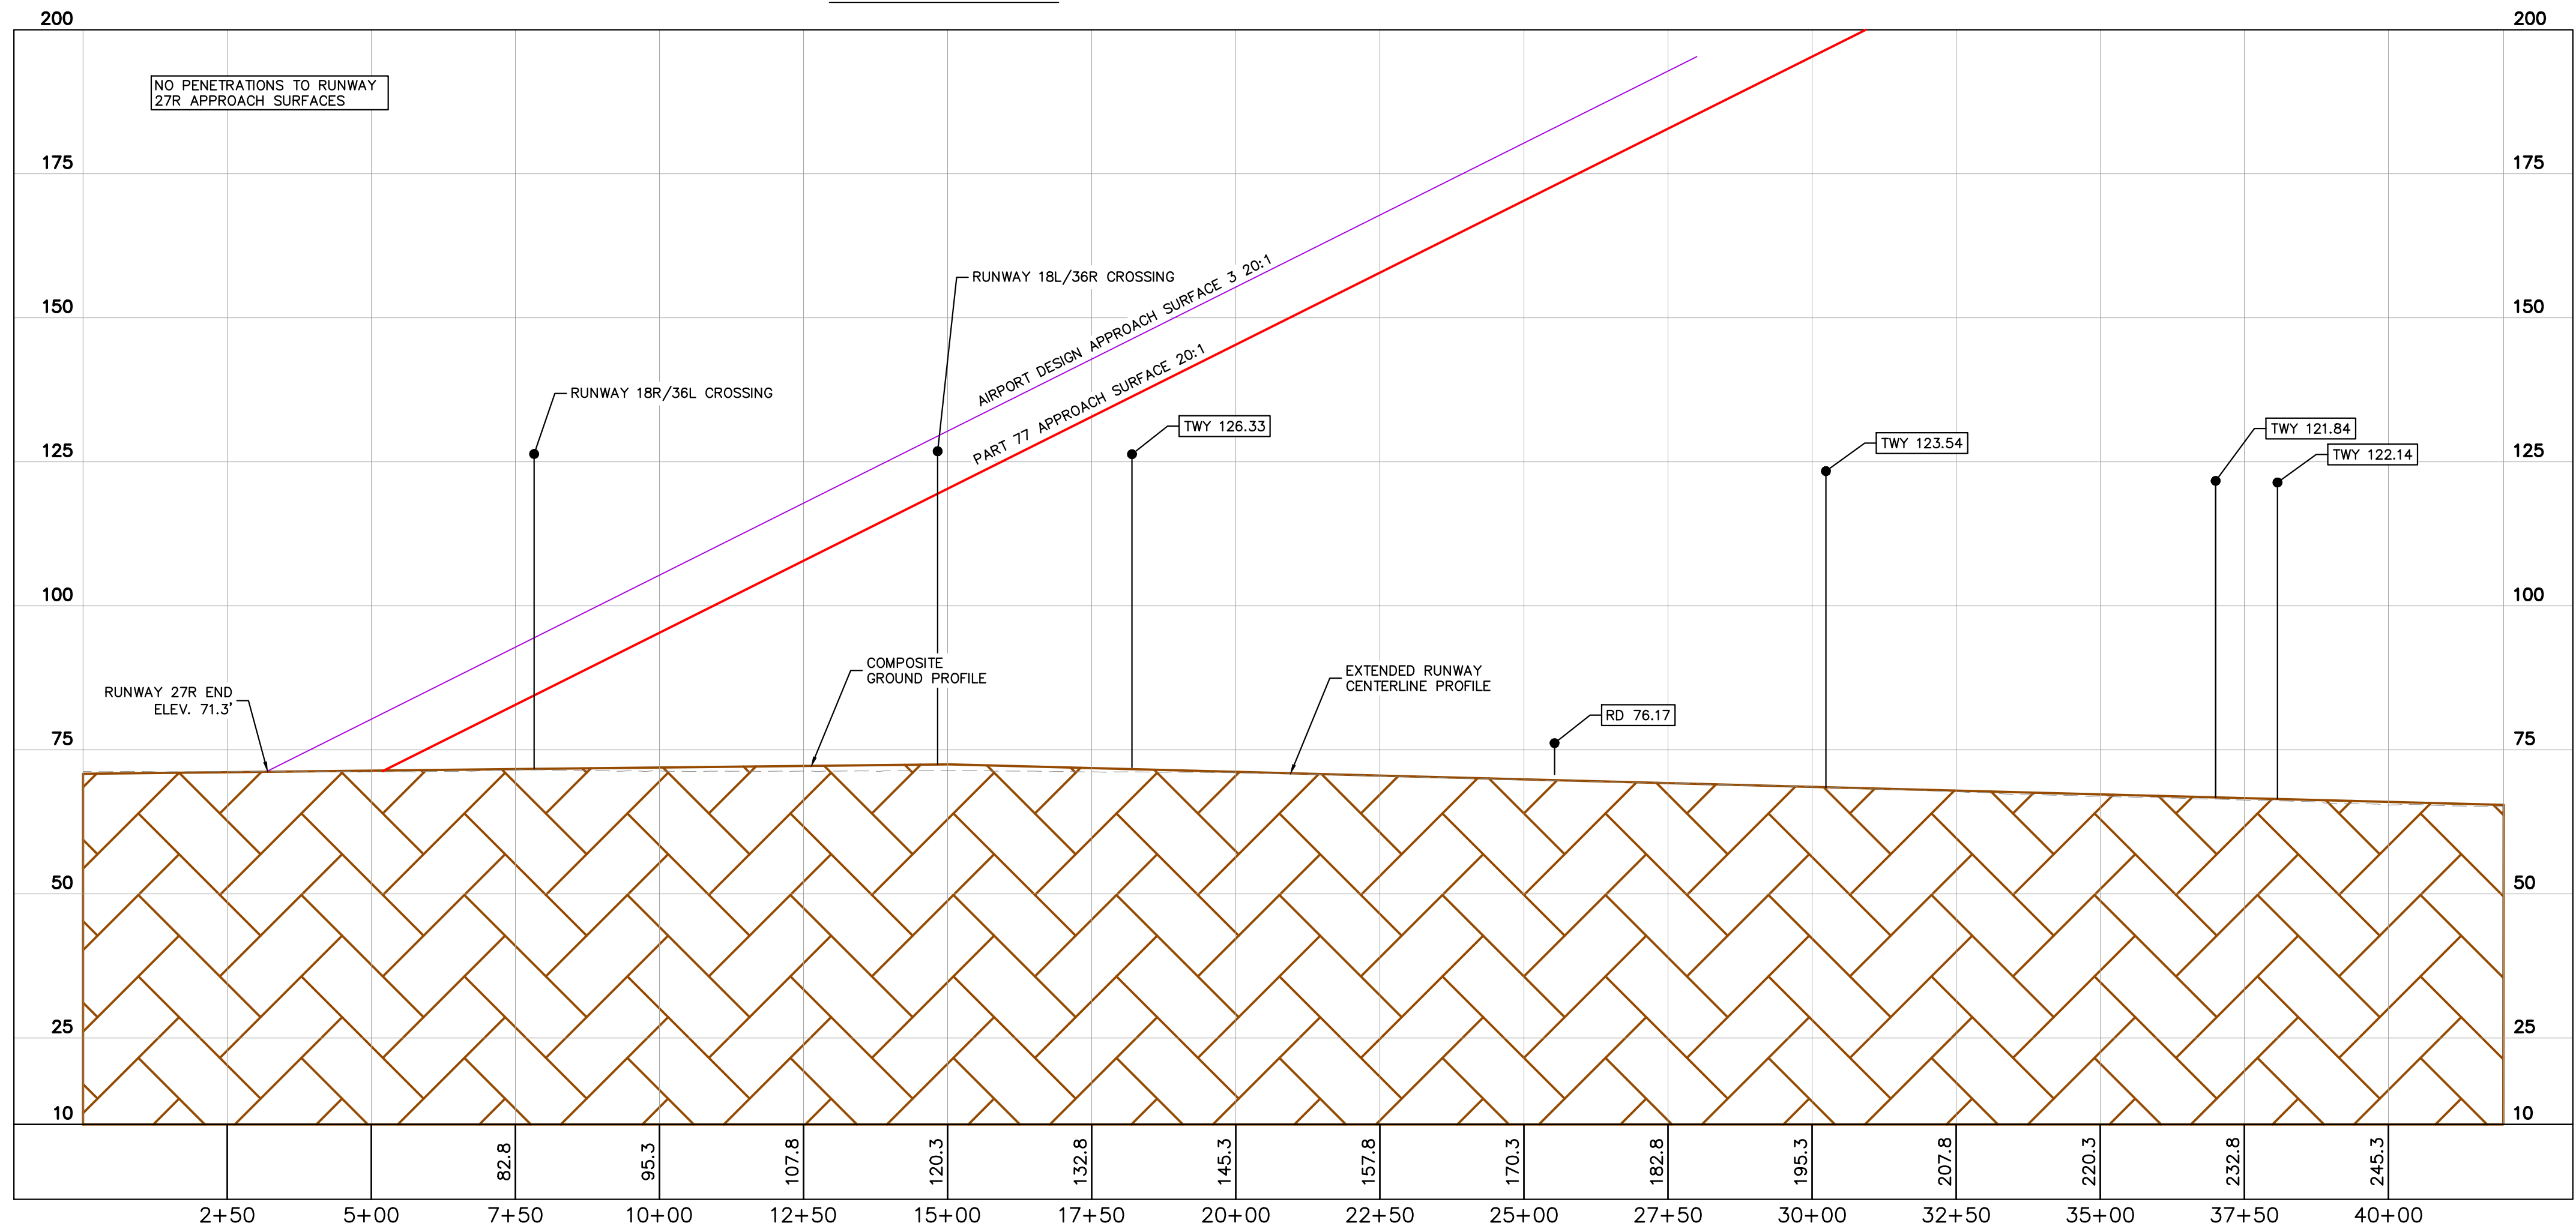 200
200
NO PENETRATIONS TO RUNWAY
27R APPROACH SURFACES
175
175
AIRPORT DESIGN APPROACH SURFACE 3 20:1
RUNWAY 18L/36R CROSSING
150
150
PART 77 APPROACH SURFACE 20:1
RUNWAY 18R/36L CROSSING
TWY 126.33
TWY 123.54
TWY 121.84
TWY 122.14
125
125
100
100
COMPOSITE
GROUND PROFILE
EXTENDED RUNWAY
CENTERLINE PROFILE
RUNWAY 27R END
ELEV. 71.3'
RD 76.17
75
75
50
50
25
25
10
10
82.8
95.3
107.8
120.3
132.8
145.3
157.8
170.3
182.8
195.3
207.8
220.3
232.8
245.3
2+50
5+00
7+50
10+00
12+50
15+00
17+50
20+00
22+50
25+00
27+50
30+00
32+50
35+00
37+50
40+00